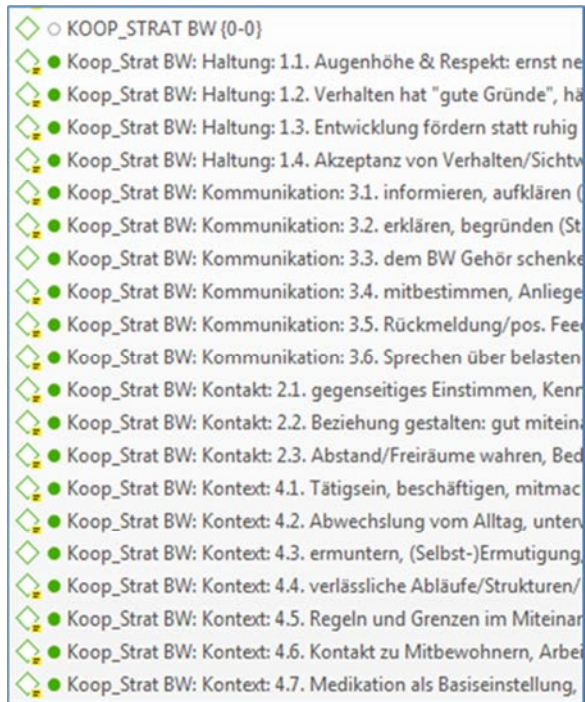 KOOP_STRAT BW {0-0}
Koop_Strat BW: Haltung: 1.1. Augenhöhe & Respekt: ernst ne
Koop_Strat BW: Haltung: 1.2. Verhalten hat "gute Gründe", hä
Koop_Strat BW: Haltung: 1.3. Entwicklung fördern statt ruhig
Koop_Strat BW: Haltung: 1.4. Akzeptanz von Verhalten/Sichtw
Koop_Strat BW: Kommunikation: 3.1. informieren, aufklären (
Koop_Strat BW: Kommunikation: 3.2. erklären, begründen (St
Koop_Strat BW: Kommunikation: 3.3. dem BW Gehör schenke
Koop_Strat BW: Kommunikation: 3.4. mitbestimmen, Anliege
Koop_Strat BW: Kommunikation: 3.5. Rückmeldung/pos. Fee
Koop_Strat BW: Kommunikation: 3.6. Sprechen über belasten
Koop_Strat BW: Kontakt: 2.1. gegenseitiges Einstimmen, Kenn
Koop_Strat BW: Kontakt: 2.2. Beziehung gestalten: gut miteina
Koop_Strat BW: Kontakt: 2.3. Abstand/Freiräume wahren, Bed
Koop_Strat BW: Kontext: 4.1. Tätigsein, beschäftigen, mitmac
Koop_Strat BW: Kontext: 4.2. Abwechslung vom Alltag, unterw
Koop_Strat BW: Kontext: 4.3. ermuntern, (Selbst-)Ermutigung,
Koop_Strat BW: Kontext: 4.4. verlässliche Abläufe/Strukturen/
Koop_Strat BW: Kontext: 4.5. Regeln und Grenzen im Miteinan
Koop_Strat BW: Kontext: 4.6. Kontakt zu Mitbewohnern, Arbei
Koop_Strat BW: Kontext: 4.7. Medikation als Basiseinstellung,